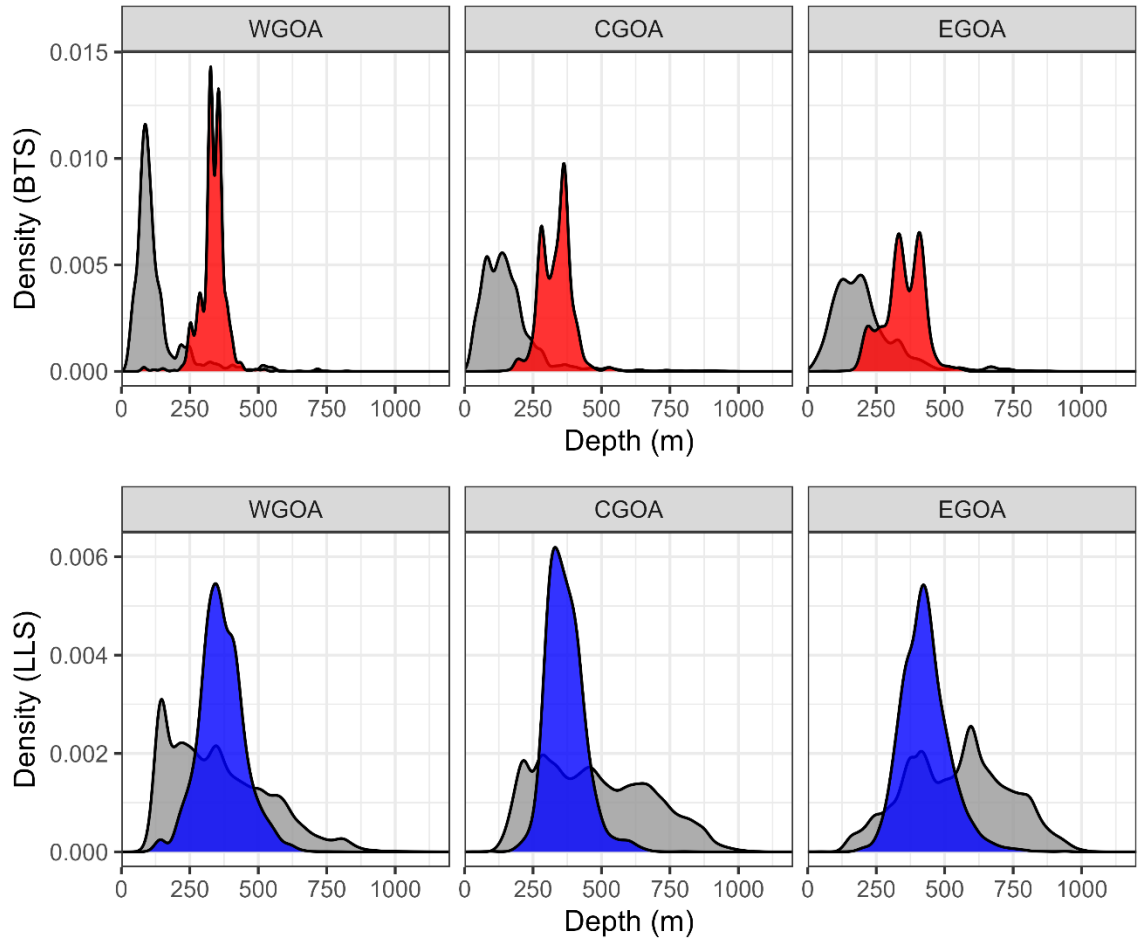 WGOA CGOA EGOA
0.015
0.010
0.005
0.000
Density (BTS)
0 250 500 750 1000 0 250 500 750 1000 0 250 500 750 1000
Depth (m)
WGOA CGOA EGOA
0.006
0.004
0.002
0.000
Density (LLS)
0 250 500 750 1000 0 250 500 750 1000 0 250 500 750 1000
Depth (m)